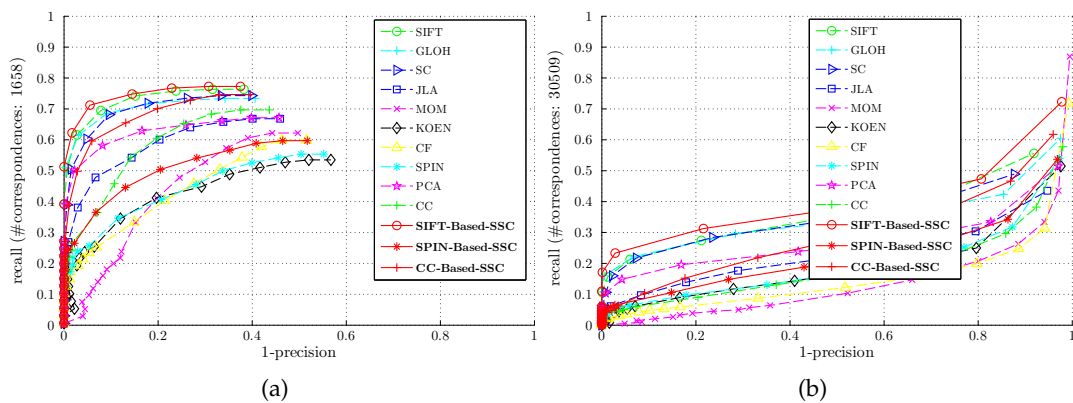 1
0.9
0.8
0.7
0.6
0.5
0.4
0.3
0.2
0.1
0
recall (#correspondences: 1658)
0 0.2 0.4 0.6 0.8 1
1-precision
SIFT
GLOH
SC
JLA
MOM
KOEN
CF
SPIN
PCA
CC
SIFT-Based-SSC
SPIN-Based-SSC
CC-Based-SSC
(a)
1
0.9
0.8
0.7
0.6
0.5
0.4
0.3
0.2
0.1
0
recall (#correspondences: 30509)
0 0.2 0.4 0.6 0.8 1
1-precision
SIFT
GLOH
SC
JLA
MOM
KOEN
CF
SPIN
PCA
CC
SIFT-Based-SSC
SPIN-Based-SSC
CC-Based-SSC
(b)